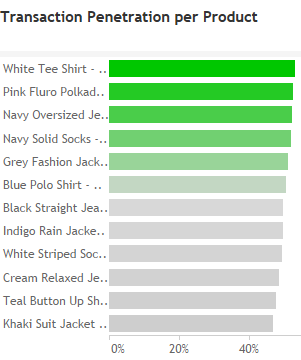 Transaction Penetration per Product
White Tee Shirt - ..
Pink Fluro Polkad..
Navy Oversized Je..
Navy Solid Socks -..
Grey Fashion Jack..
Blue Polo Shirt - ..
Black Straight Jea..
Indigo Rain Jacke..
White Striped Soc..
Cream Relaxed Je..
Teal Button Up Sh..
Khaki Suit Jacket ..
0% 20% 40%